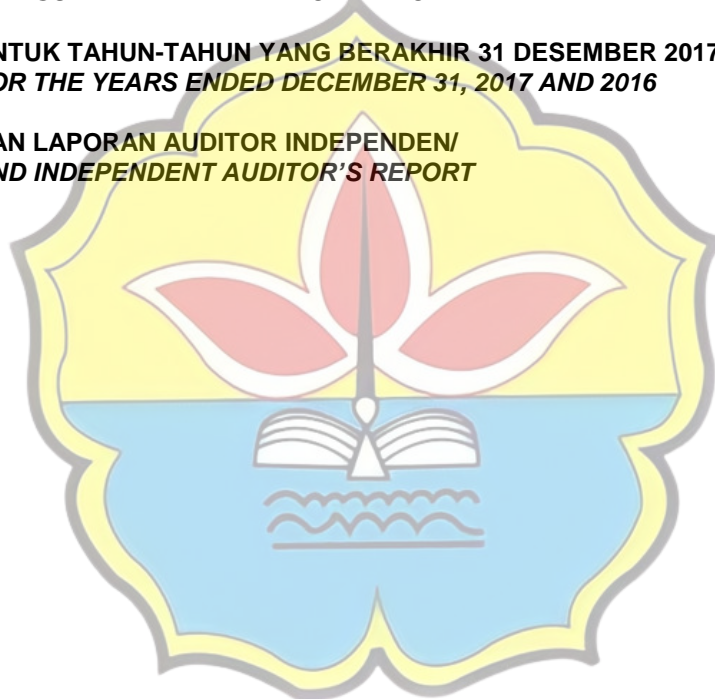 NTUK TAHUN-TAHUN YANG BERAKHIR 31 DESEMBER 2017
OR THE YEARS ENDED DECEMBER 31, 2017 AND 2016
AN LAPORAN AUDITOR INDEPENDEN/
ND INDEPENDENT AUDITOR'S REPORT